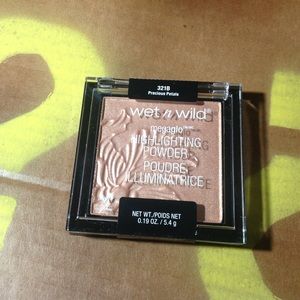 321B
Precious Petals
wet n wild
megaglo
HIGHLIGHTING
POWDER
POUDRE
ILLUMINATRICE
NET WT./POIDS NET
0.19 OZ. / 5.4 g